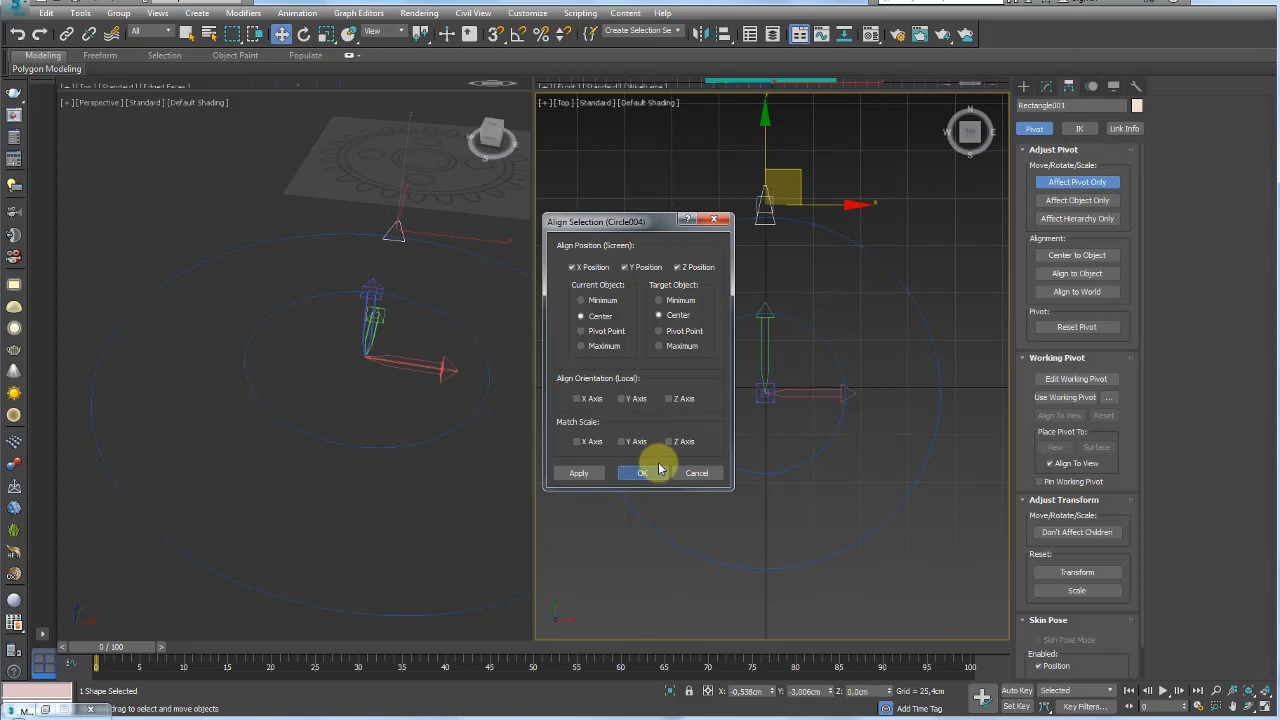 Edit Tools Group Views Create Modifiers Animation Graph Editors Rendering Civil View Customize Scripting Content Help
All View Create Selection Se
Modeling Freeform Selection Object Paint Populate
Polygon Modeling
[+] [Perspective] [Standard] [Default Shading]
[+] [Top] [Standard] [Default Shading]
N
W E
S
Rectangle001
Pivot IK Link Info
Adjust Pivot
Move/Rotate/Scale:
Affect Pivot Only
Affect Object Only
Affect Hierarchy Only
Alignment:
Center to Object
Align to Object
Align to World
Pivot:
Reset Pivot
Working Pivot
Edit Working Pivot
Use Working Pivot ...
Align To View Reset
Place Pivot To:
View Surface
Align To View
Pin Working Pivot
Adjust Transform
Move/Rotate/Scale:
Don't Affect Children
Reset:
Transform
Scale
Skin Pose
Skin Pose Mode
Enabled:
Position
Align Selection (Circle004)
Align Position (Screen):
X Position Y Position Z Position
Current Object: Target Object:
Minimum Minimum
Center Center
Pivot Point Pivot Point
Maximum Maximum
Align Orientation (Local):
X Axis Y Axis Z Axis
Match Scale:
X Axis Y Axis Z Axis
Apply OK Cancel
0 / 100
0 5 10 15 20 25 30 35 40 45 50 55 60 65 70 75 80 85 90 95 100
1 Shape Selected
X: -0,538cm Y: -3,006cm Z: 0,0cm Grid = 25,4cm
Auto Key Selected
drag to select and move objects
Add Time Tag
Set Key Key Filters...
0
M...